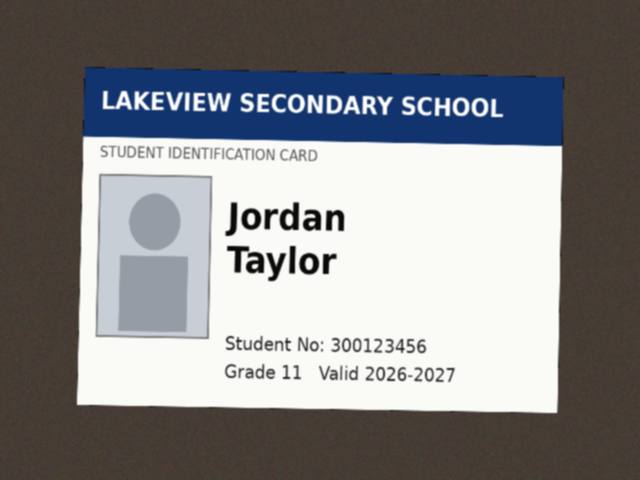 LAKEVIEW SECONDARY SCHOOL
STUDENT IDENTIFICATION CARD
Jordan
Taylor
Student No: 300123456
Grade 11 Valid 2026-2027